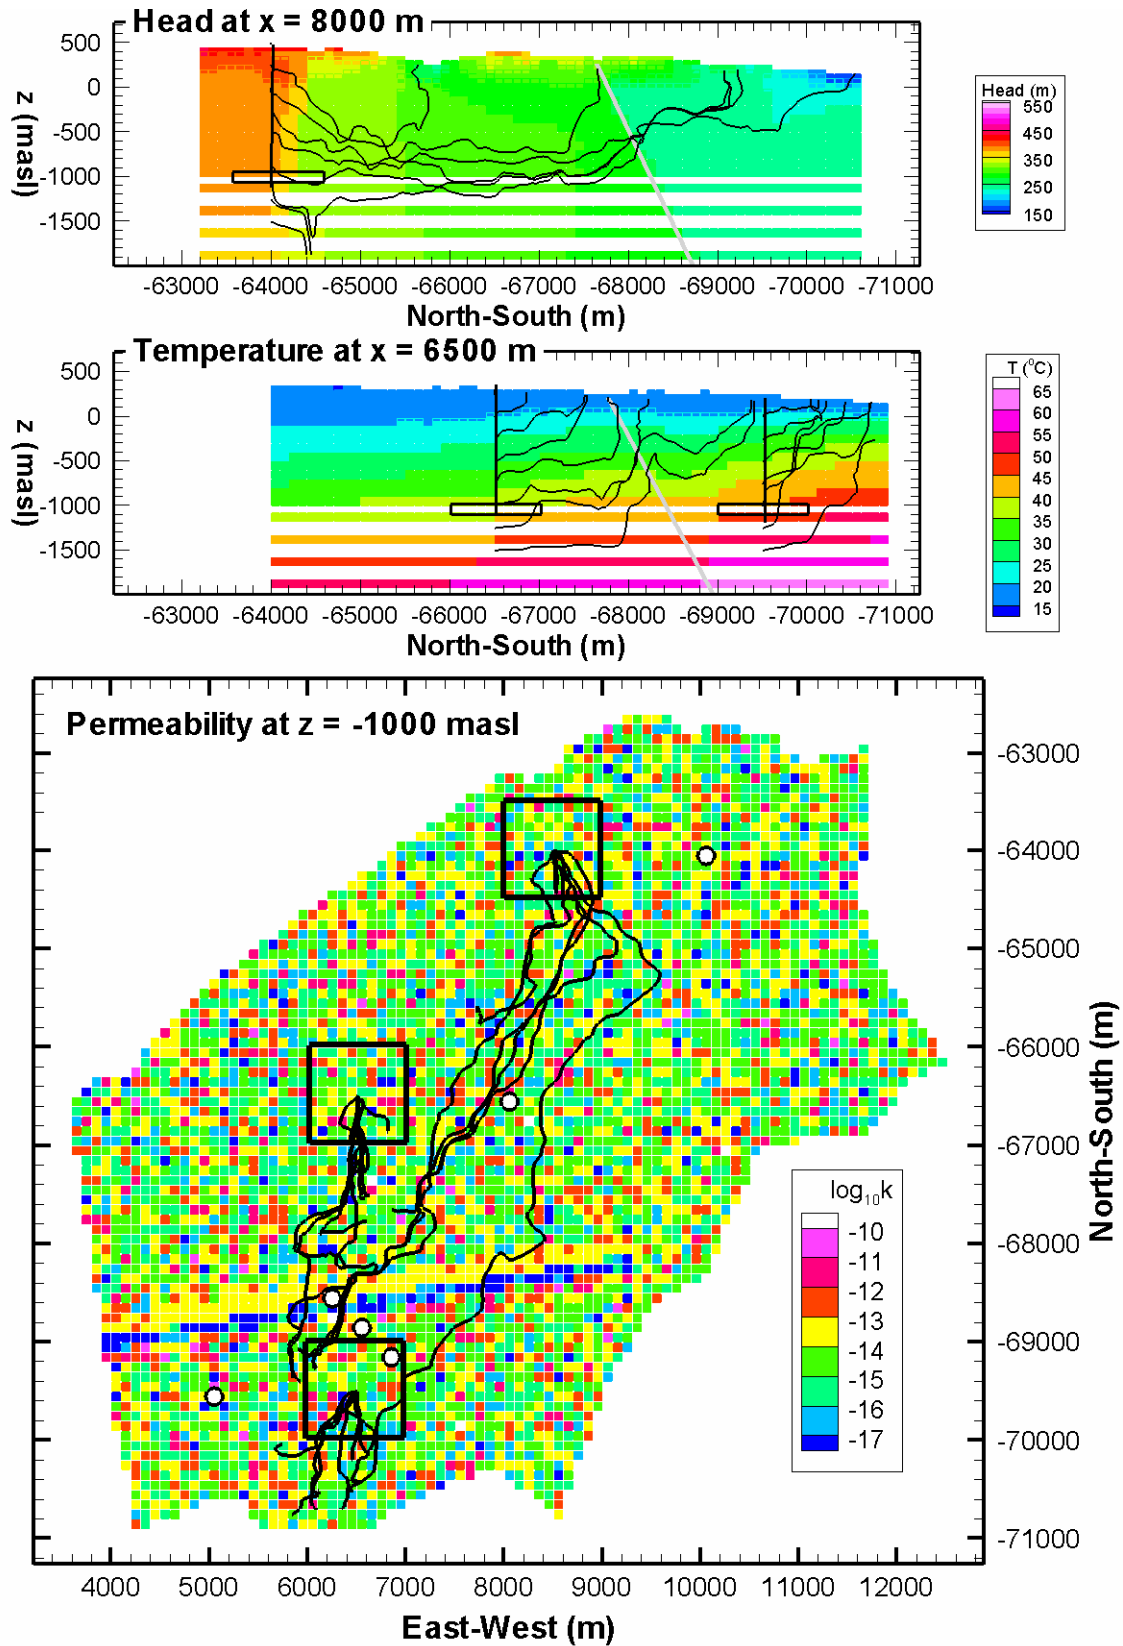 Head at x = 8000 m
500
0
-500
-1000
-1500
z (masl)
-63000 -64000 -65000 -66000 -67000 -68000 -69000 -70000 -71000
North-South (m)
Head (m)
550
450
350
250
150
Temperature at x = 6500 m
500
0
-500
-1000
-1500
z (masl)
-63000 -64000 -65000 -66000 -67000 -68000 -69000 -70000 -71000
North-South (m)
T (⁰C)
65
60
55
50
45
40
35
30
25
20
15
Permeability at z = -1000 masl
-63000
-64000
-65000
-66000
-67000
-68000
-69000
-70000
-71000
North-South (m)
log₁₀k
-10
-11
-12
-13
-14
-15
-16
-17
4000 5000 6000 7000 8000 9000 10000 11000 12000
East-West (m)